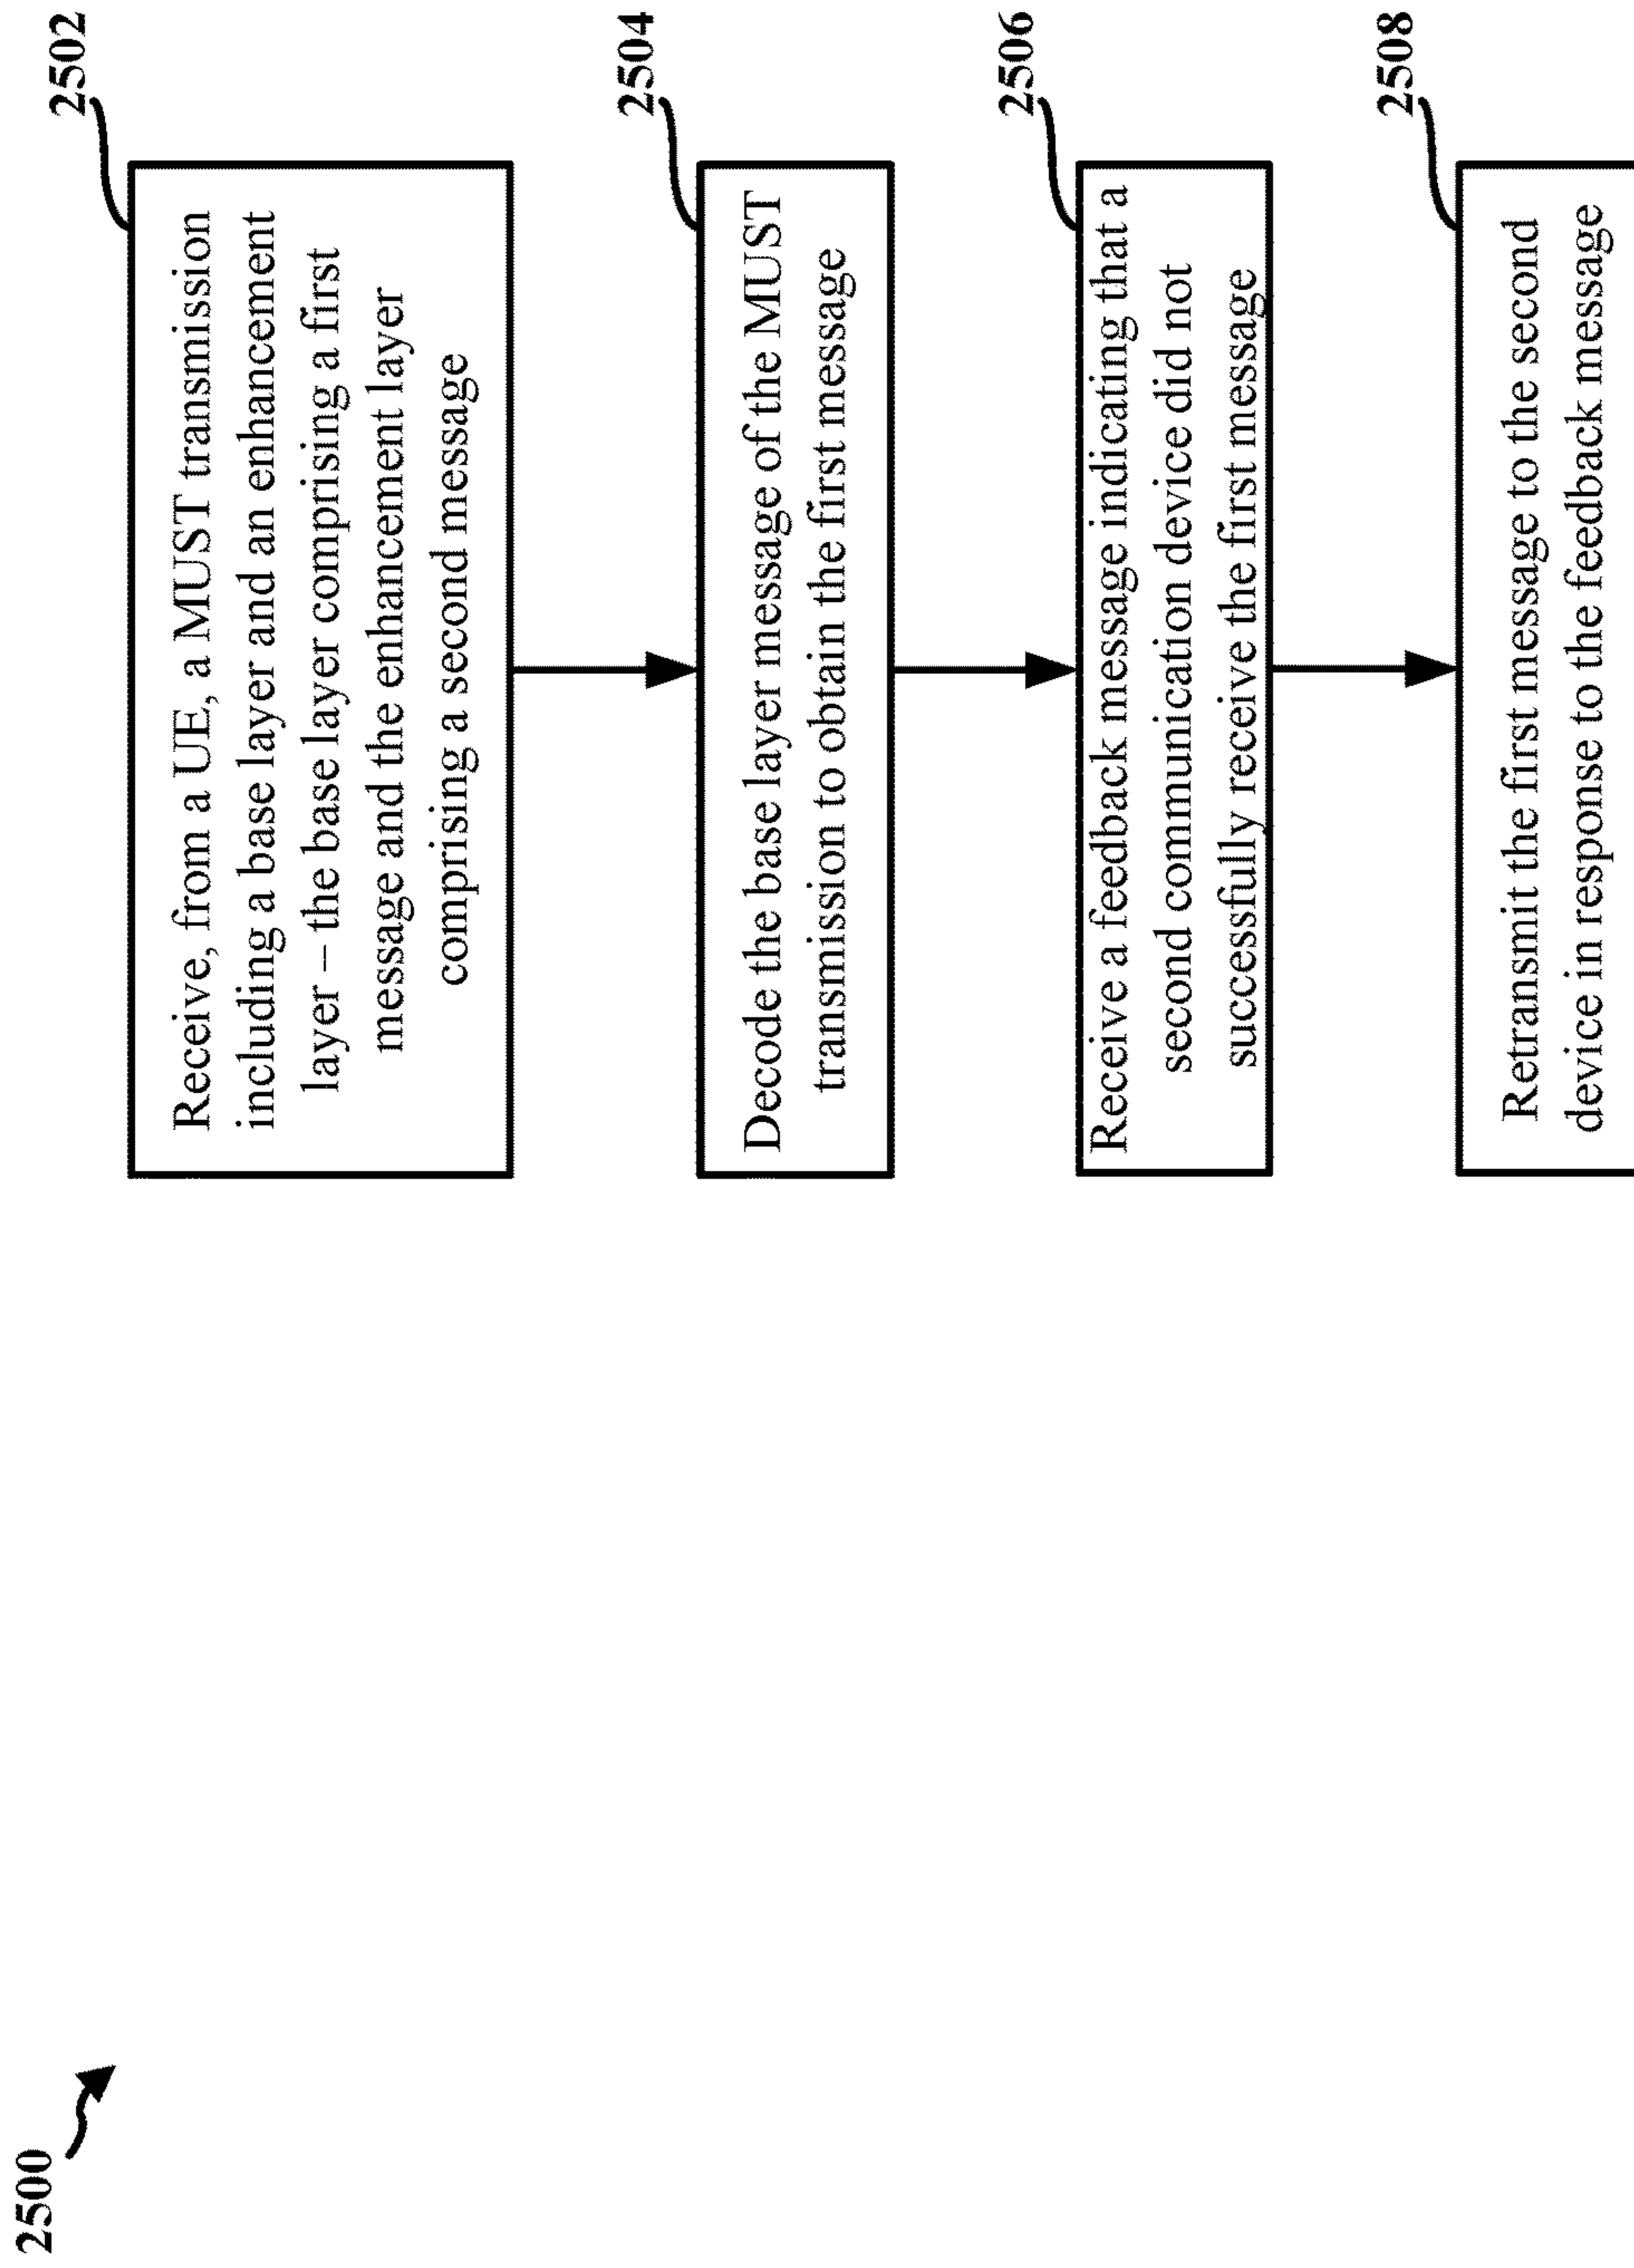 2500
2502
Receive, from a UE, a MUST transmission
including a base layer and an enhancement
layer – the base layer comprising a first
message and the enhancement layer
comprising a second message
2504
Decode the base layer message of the MUST
transmission to obtain the first message
2506
Receive a feedback message indicating that a
second communication device did not
successfully receive the first message
2508
Retransmit the first message to the second
device in response to the feedback message